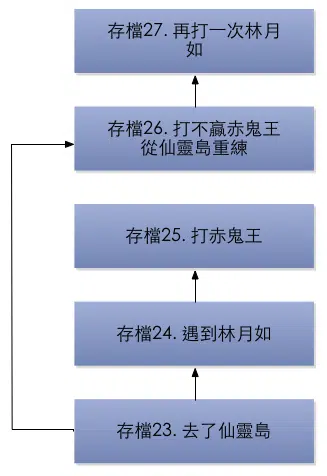 存檔27. 再打一次林月
如
存檔26. 打不贏赤鬼王
從仙靈島重練
存檔25. 打赤鬼王
存檔24. 遇到林月如
存檔23. 去了仙靈島